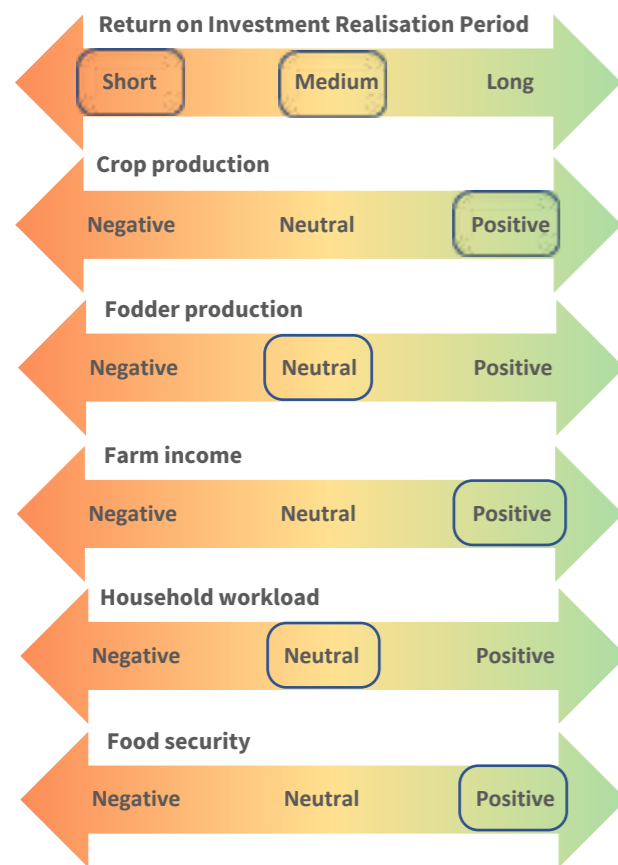 Return on Investment Realisation Period
Short Medium Long
Crop production
Negative Neutral Positive
Fodder production
Negative Neutral Positive
Farm income
Negative Neutral Positive
Household workload
Negative Neutral Positive
Food security
Negative Neutral Positive